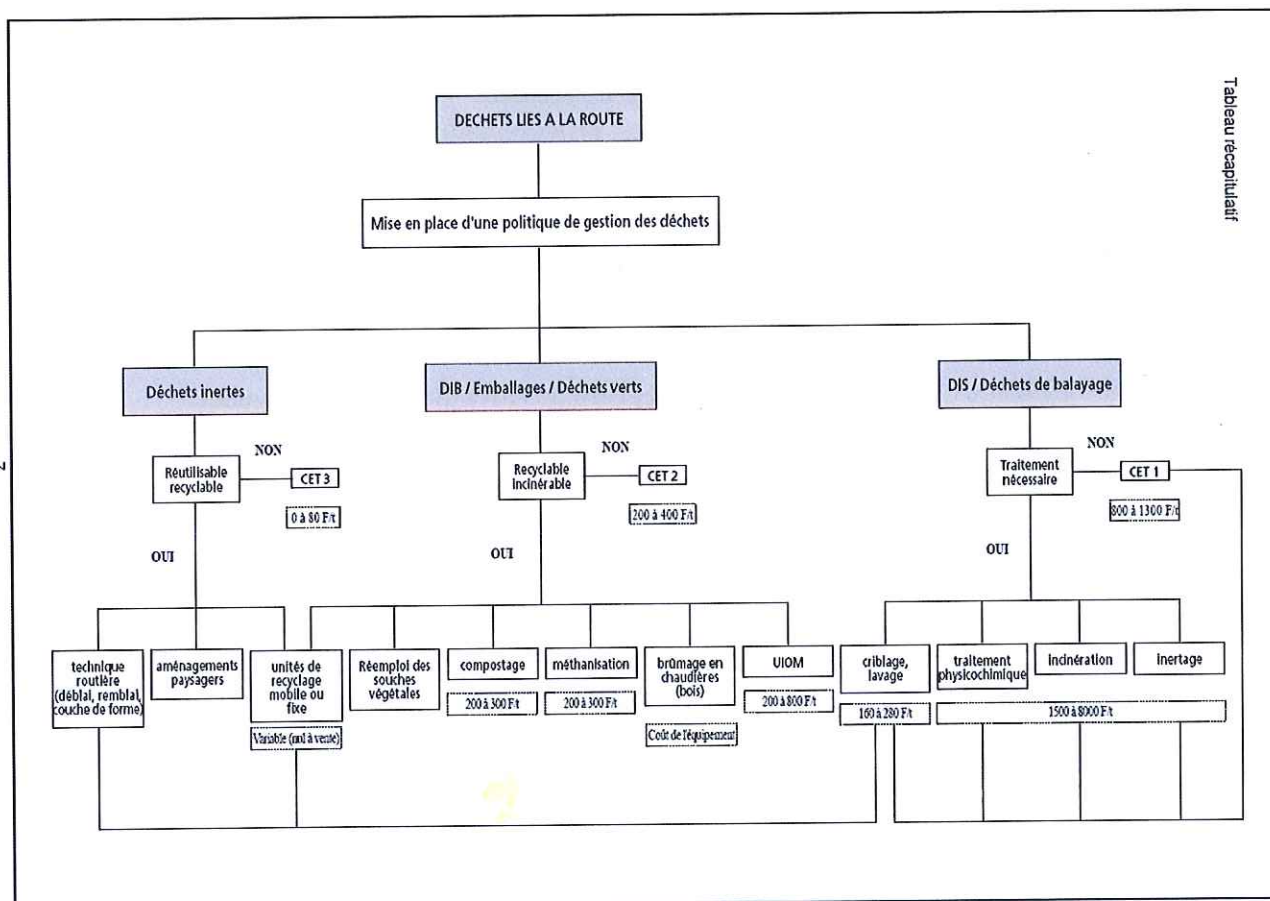 Tableau récapitulatif
DECHETS LIES A LA ROUTE
Mise en place d'une politique de gestion des déchets
Déchets inertes
DIB / Emballages / Déchets verts
DIS / Déchets de balayage
NON
NON
NON
Réutilisable
recyclable
CET 3
Recyclable
incinérable
CET 2
Traitement
nécessaire
CET 1
0 à 80 F/t
200 à 400 F/t
800 à 1300 F/t
OUI
OUI
OUI
technique
routière
(déblai, remblai,
couche de forme)
aménagements
paysagers
unités de
recyclage
mobile ou
fixe
Réemploi des
souches
végétales
compostage
méthanisation
brûmage en
chaudières
(bois)
UIOM
criblage,
lavage
traitement
physicochimique
incinération
inertage
Variable (nul à vente)
200 à 300 F/t
200 à 300 F/t
Coût de l'équipement
200 à 800 F/t
160 à 280 F/t
1500 à 8000 F/t
7